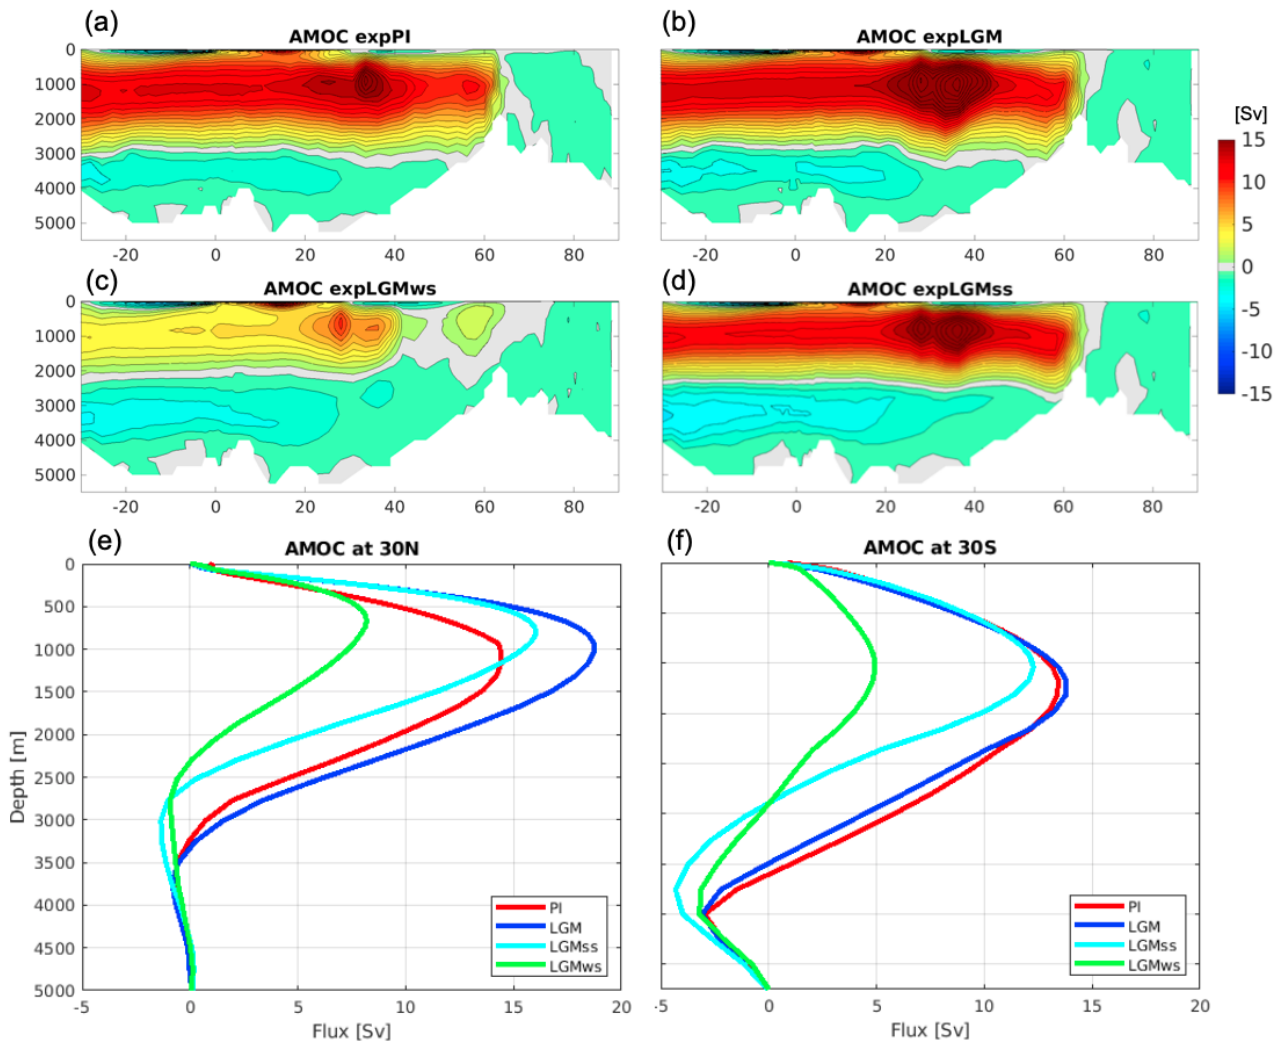 (a)
AMOC expPI
(b)
AMOC expLGM
0
1000
2000
3000
4000
5000
-20 0 20 40 60 80
-20 0 20 40 60 80
[Sv]
15
10
5
0
-5
-10
-15
(c)
AMOC expLGMws
(d)
AMOC expLGMss
0
1000
2000
3000
4000
5000
-20 0 20 40 60 80
-20 0 20 40 60 80
(e)
AMOC at 30N
(f)
AMOC at 30S
Depth [m]
0
500
1000
1500
2000
2500
3000
3500
4000
4500
5000
PI
LGM
LGMss
LGMws
-5 0 5 10 15 20
Flux [Sv]
PI
LGM
LGMss
LGMws
-5 0 5 10 15 20
Flux [Sv]